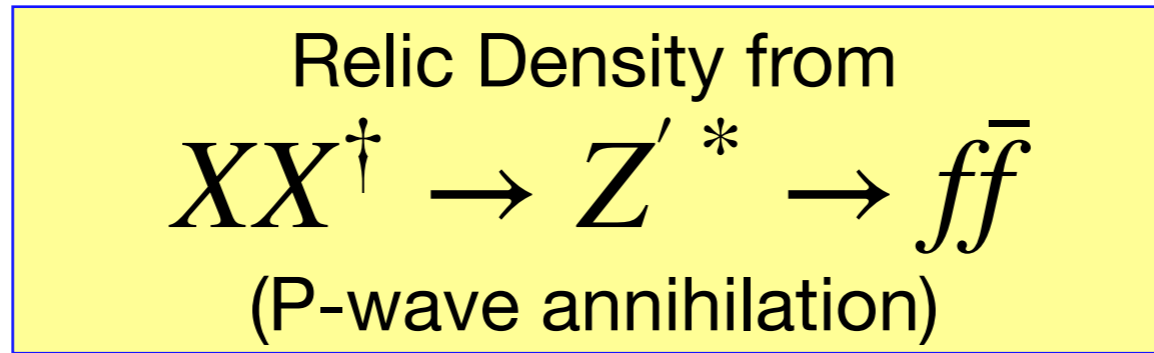 Relic Density from
XX† → Z′* → ff̄
(P-wave annihilation)